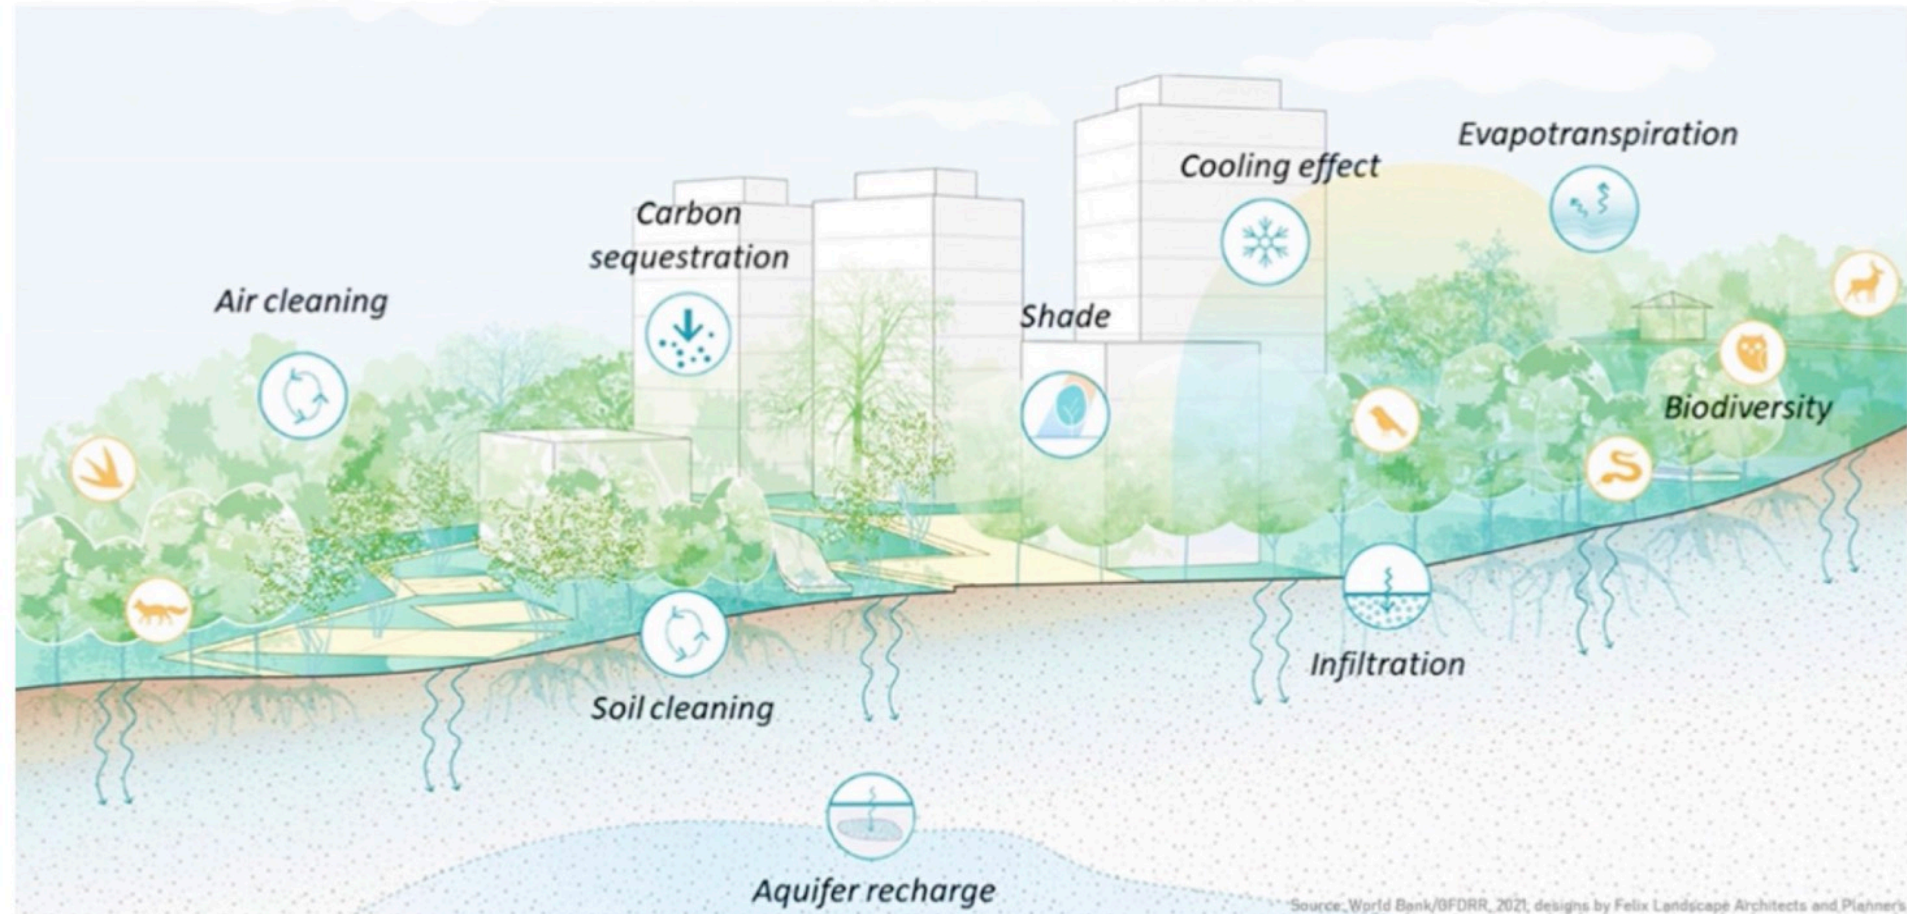 Evapotranspiration
Cooling effect
Carbon
sequestration
Air cleaning
Shade
Biodiversity
Infiltration
Soil cleaning
Aquifer recharge
Source: World Bank/GFDRR, 2021; designs by Felix Landscape Architects and Planners